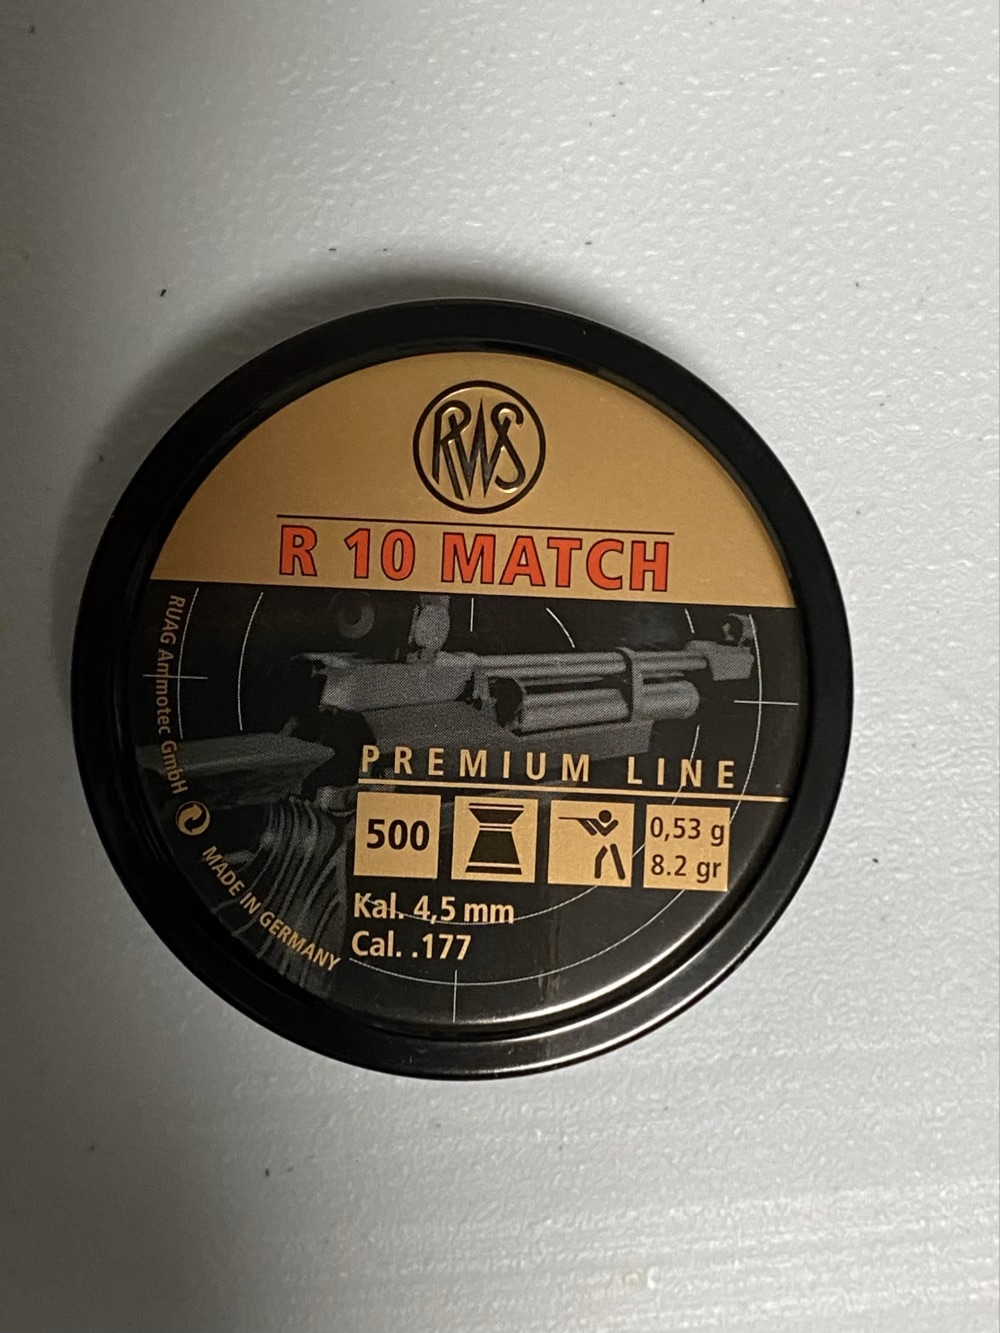 RWS
R 10 MATCH
RUAG Ammotec GmbH
MADE IN GERMANY
PREMIUM LINE
500
0,53 g
8.2 gr
Kal. 4,5 mm
Cal. .177